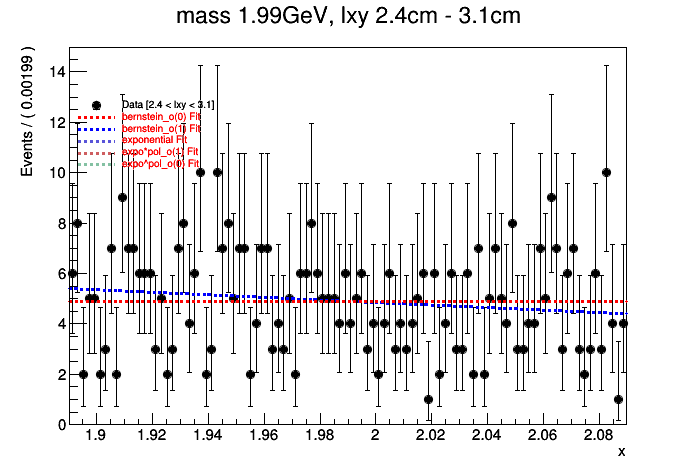 mass 1.99GeV, lxy 2.4cm - 3.1cm
Events / ( 0.00199 )
14
12
10
8
6
4
2
0
Data [2.4 < lxy < 3.1]
bernstein_o(0) Fit
bernstein_o(1) Fit
exponential Fit
expo*pol_o(1) Fit
expo^pol_o(0) Fit
1.9 1.92 1.94 1.96 1.98 2 2.02 2.04 2.06 2.08
x